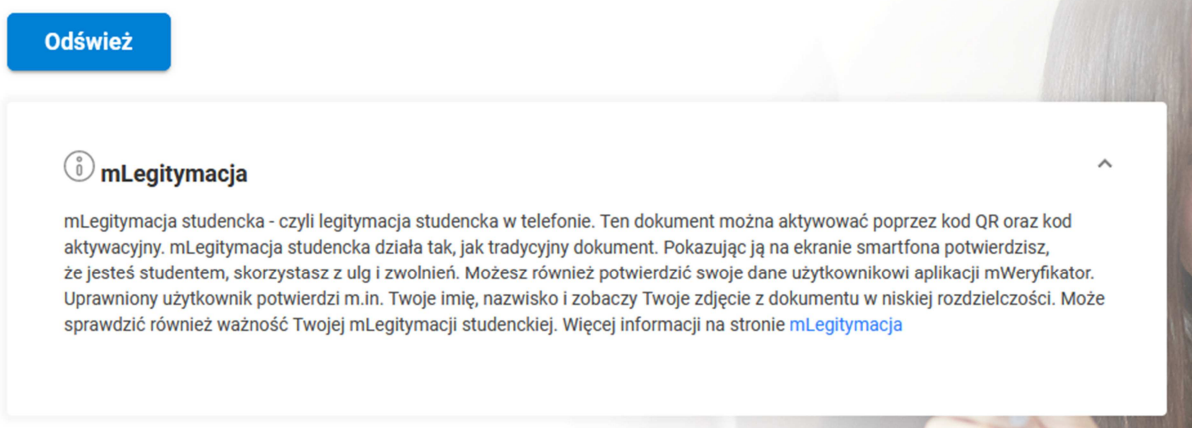 Odśwież
mLegitymacja
mLegitymacja studencka - czyli legitymacja studencka w telefonie. Ten dokument można aktywować poprzez kod QR oraz kod
aktywacyjny. mLegitymacja studencka działa tak, jak tradycyjny dokument. Pokazując ją na ekranie smartfona potwierdzisz,
że jesteś studentem, skorzystasz z ulg i zwolnień. Możesz również potwierdzić swoje dane użytkownikowi aplikacji mWeryfikator.
Uprawniony użytkownik potwierdzi m.in. Twoje imię, nazwisko i zobaczy Twoje zdjęcie z dokumentu w niskiej rozdzielczości. Może
sprawdzić również ważność Twojej mLegitymacji studenckiej. Więcej informacji na stronie mLegitymacja